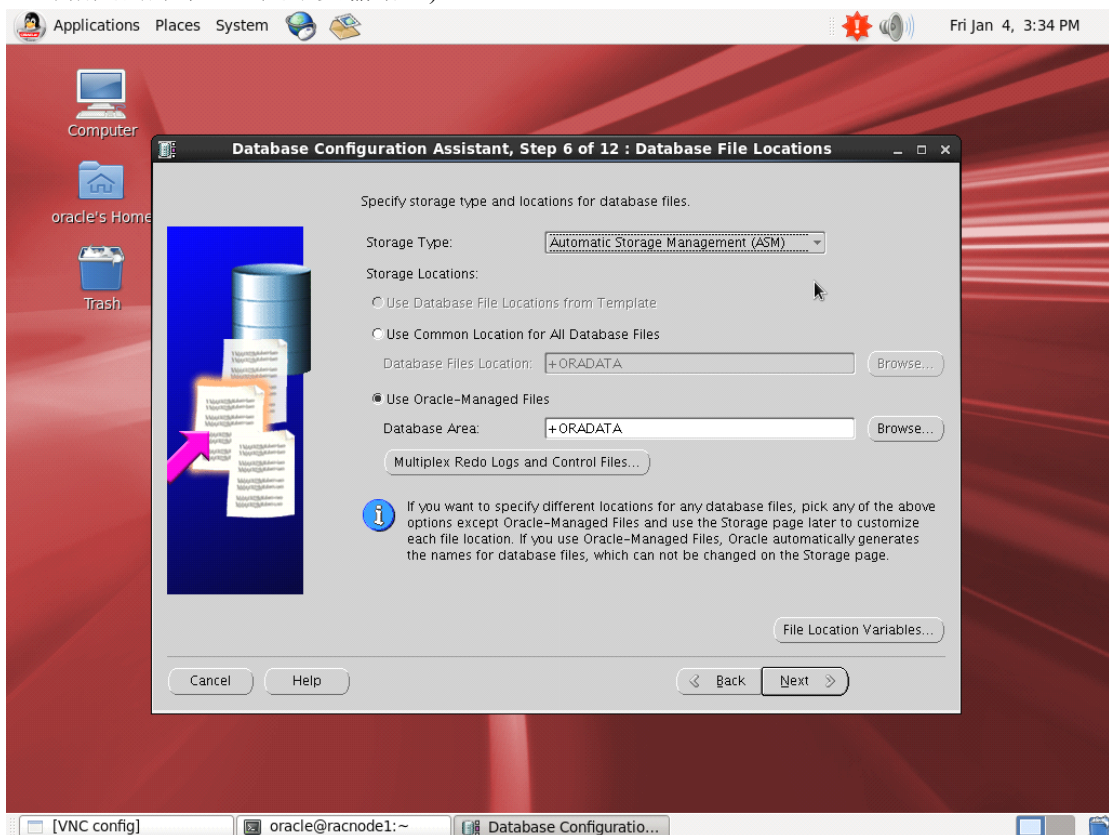 Applications Places System
Fri Jan 4, 3:34 PM
Computer
oracle's Home
Trash
Database Configuration Assistant, Step 6 of 12 : Database File Locations
Specify storage type and locations for database files.
Storage Type: Automatic Storage Management (ASM)
Storage Locations:
Use Database File Locations from Template
Use Common Location for All Database Files
Database Files Location: +ORADATA Browse...
Use Oracle-Managed Files
Database Area: +ORADATA Browse...
Multiplex Redo Logs and Control Files...
If you want to specify different locations for any database files, pick any of the above
options except Oracle-Managed Files and use the Storage page later to customize
each file location. If you use Oracle-Managed Files, Oracle automatically generates
the names for database files, which can not be changed on the Storage page.
File Location Variables...
Cancel Help Back Next
[VNC config] oracle@racnode1:~ Database Configuratio...